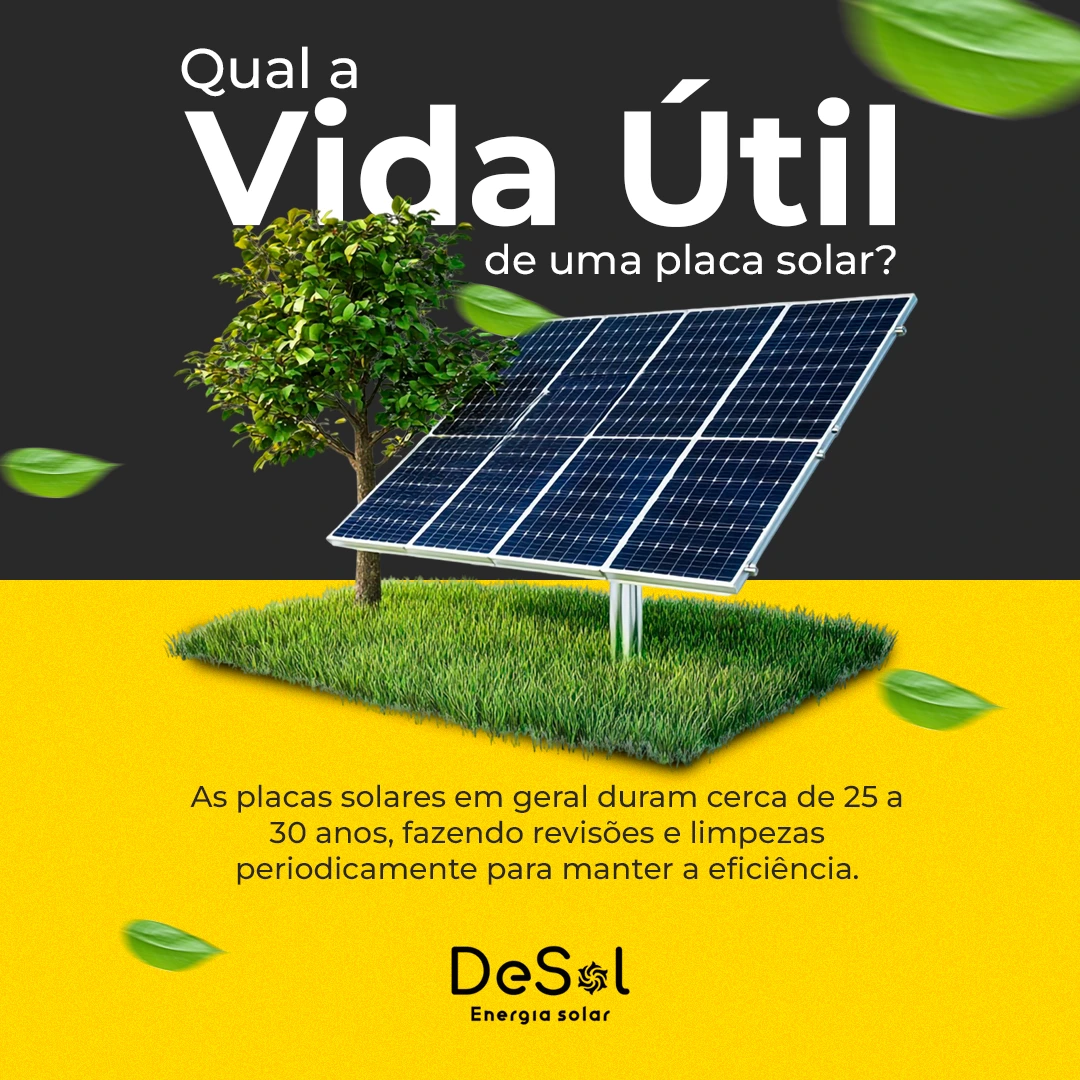 Qual a
Vida Útil
de uma placa solar?
As placas solares em geral duram cerca de 25 a
30 anos, fazendo revisões e limpezas
periodicamente para manter a eficiência.
DeSol
Energia solar